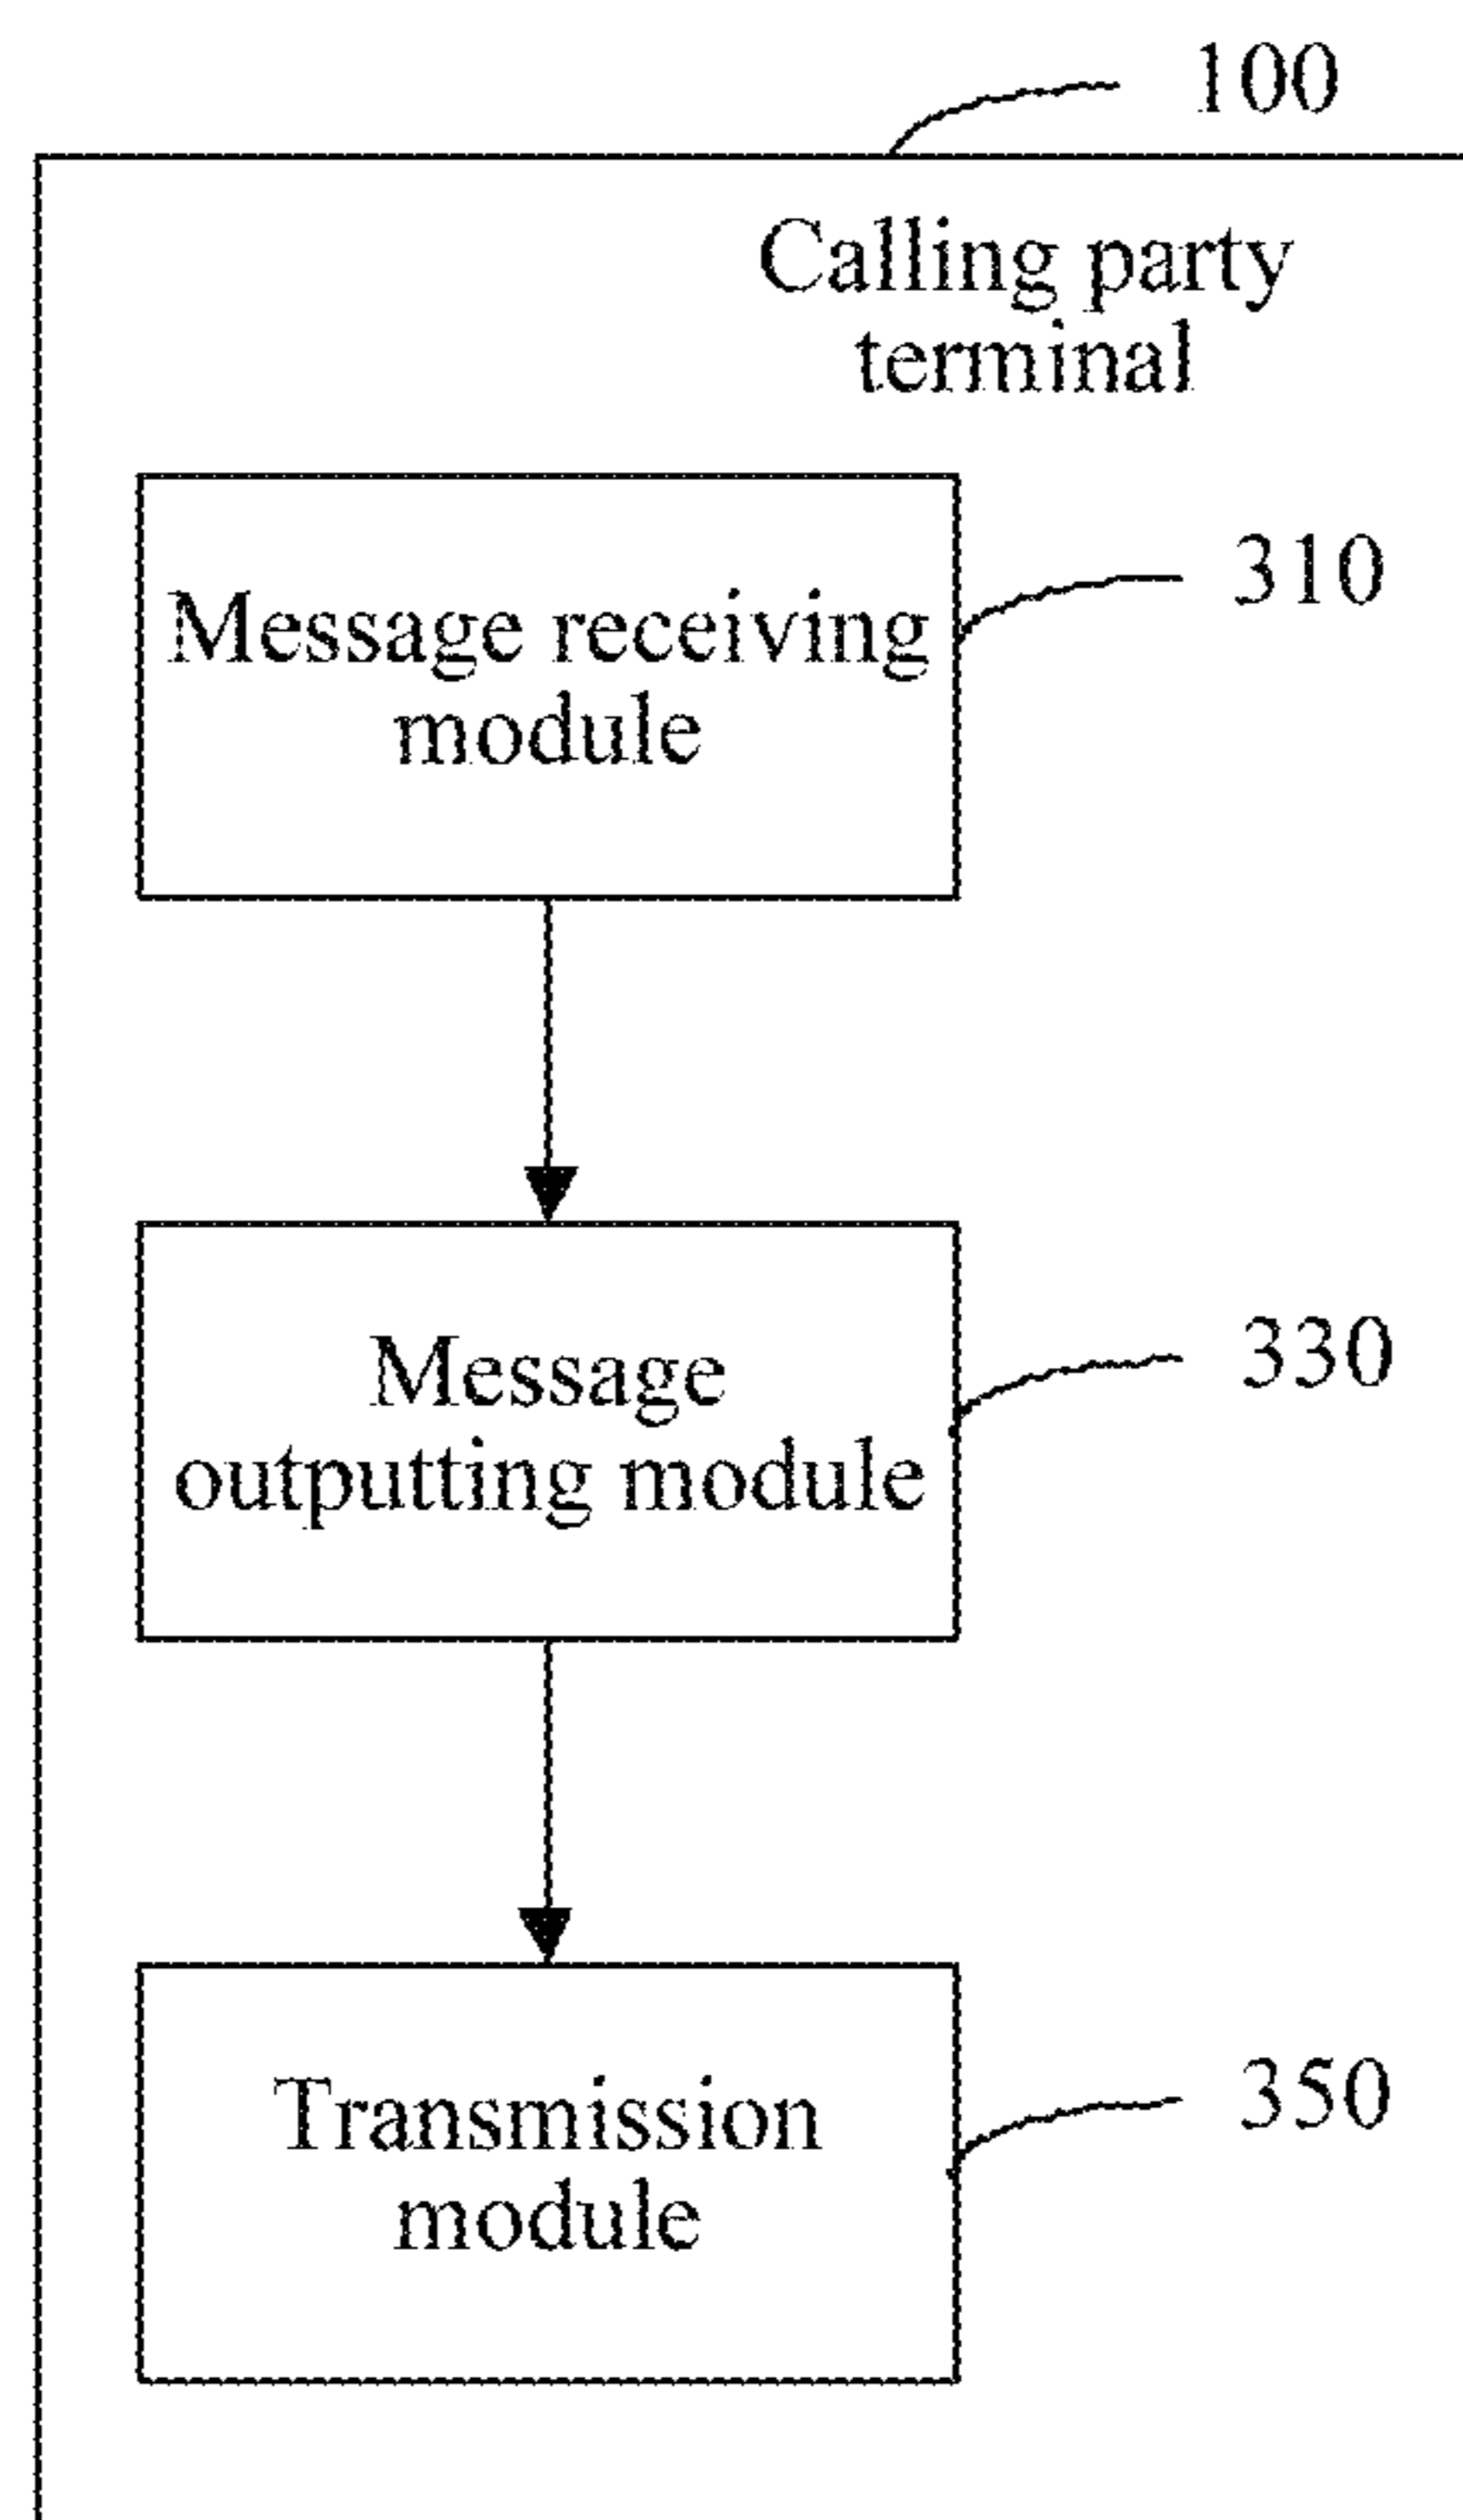 100
Calling party
terminal
310
Message receiving
module
330
Message
outputting module
350
Transmission
module